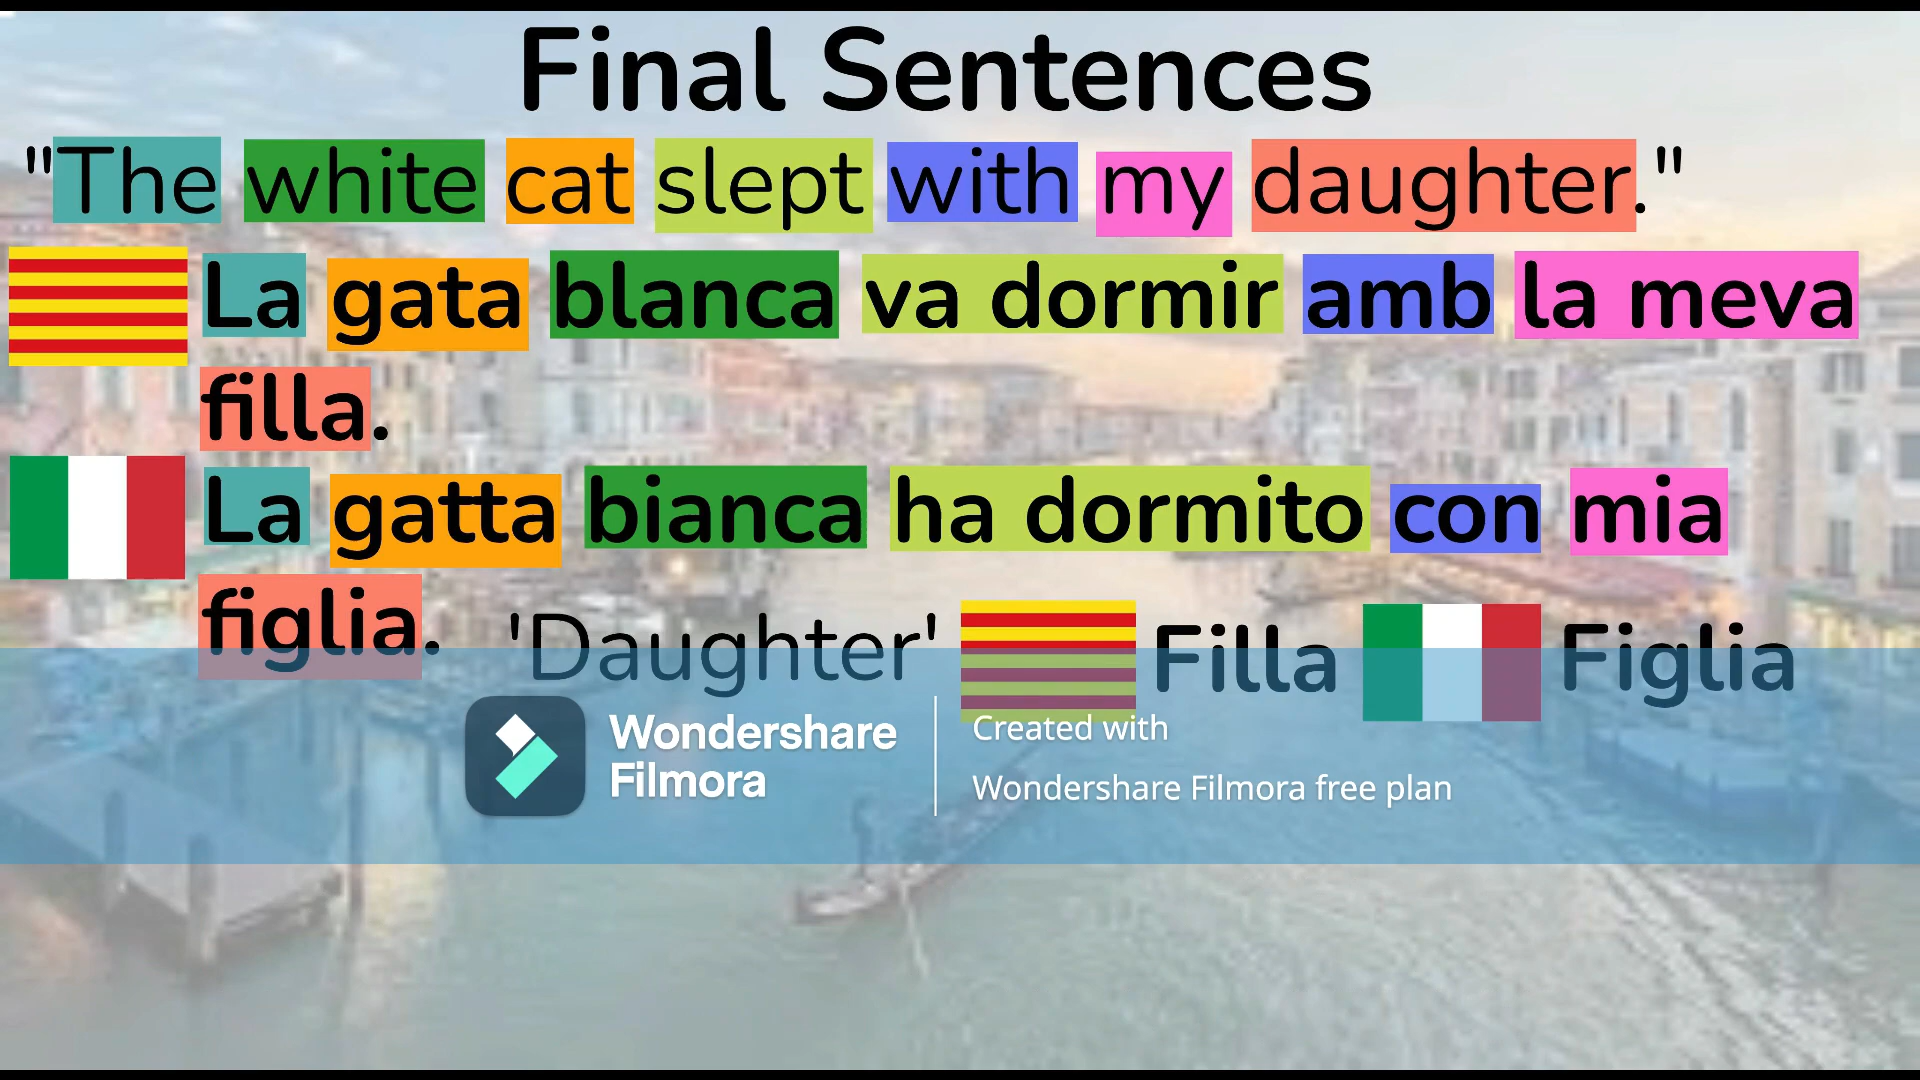 Final Sentences
"The white cat slept with my daughter."
La gata blanca va dormir amb la meva
filla.
La gatta bianca ha dormito con mia
figlia. 'Daughter' Filla Figlia
Wondershare
Filmora
Created with
Wondershare Filmora free plan